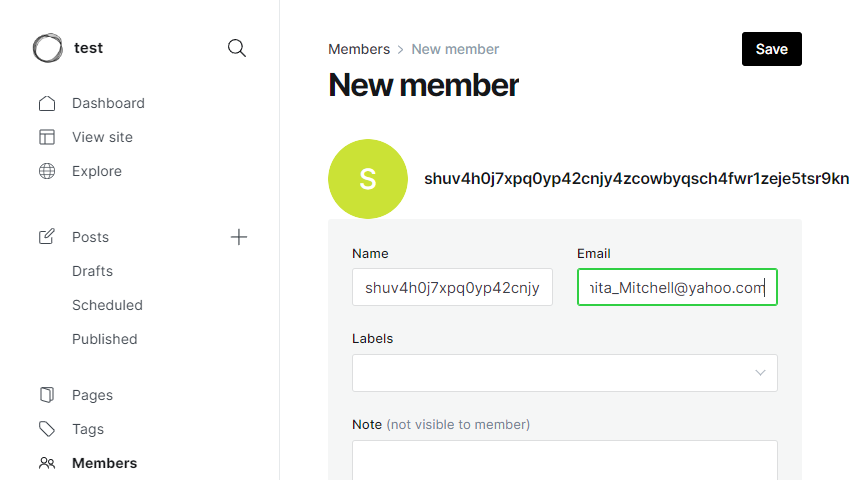 test
Dashboard
View site
Explore
Posts
Drafts
Scheduled
Published
Pages
Tags
Members
Members > New member
Save
New member
S
shuv4h0j7xpq0yp42cnjy4zcowbyqsch4fwr1zeje5tsr9kn
Name
Email
shuv4h0j7xpq0yp42cnjy
nita_Mitchell@yahoo.com
Labels
Note (not visible to member)